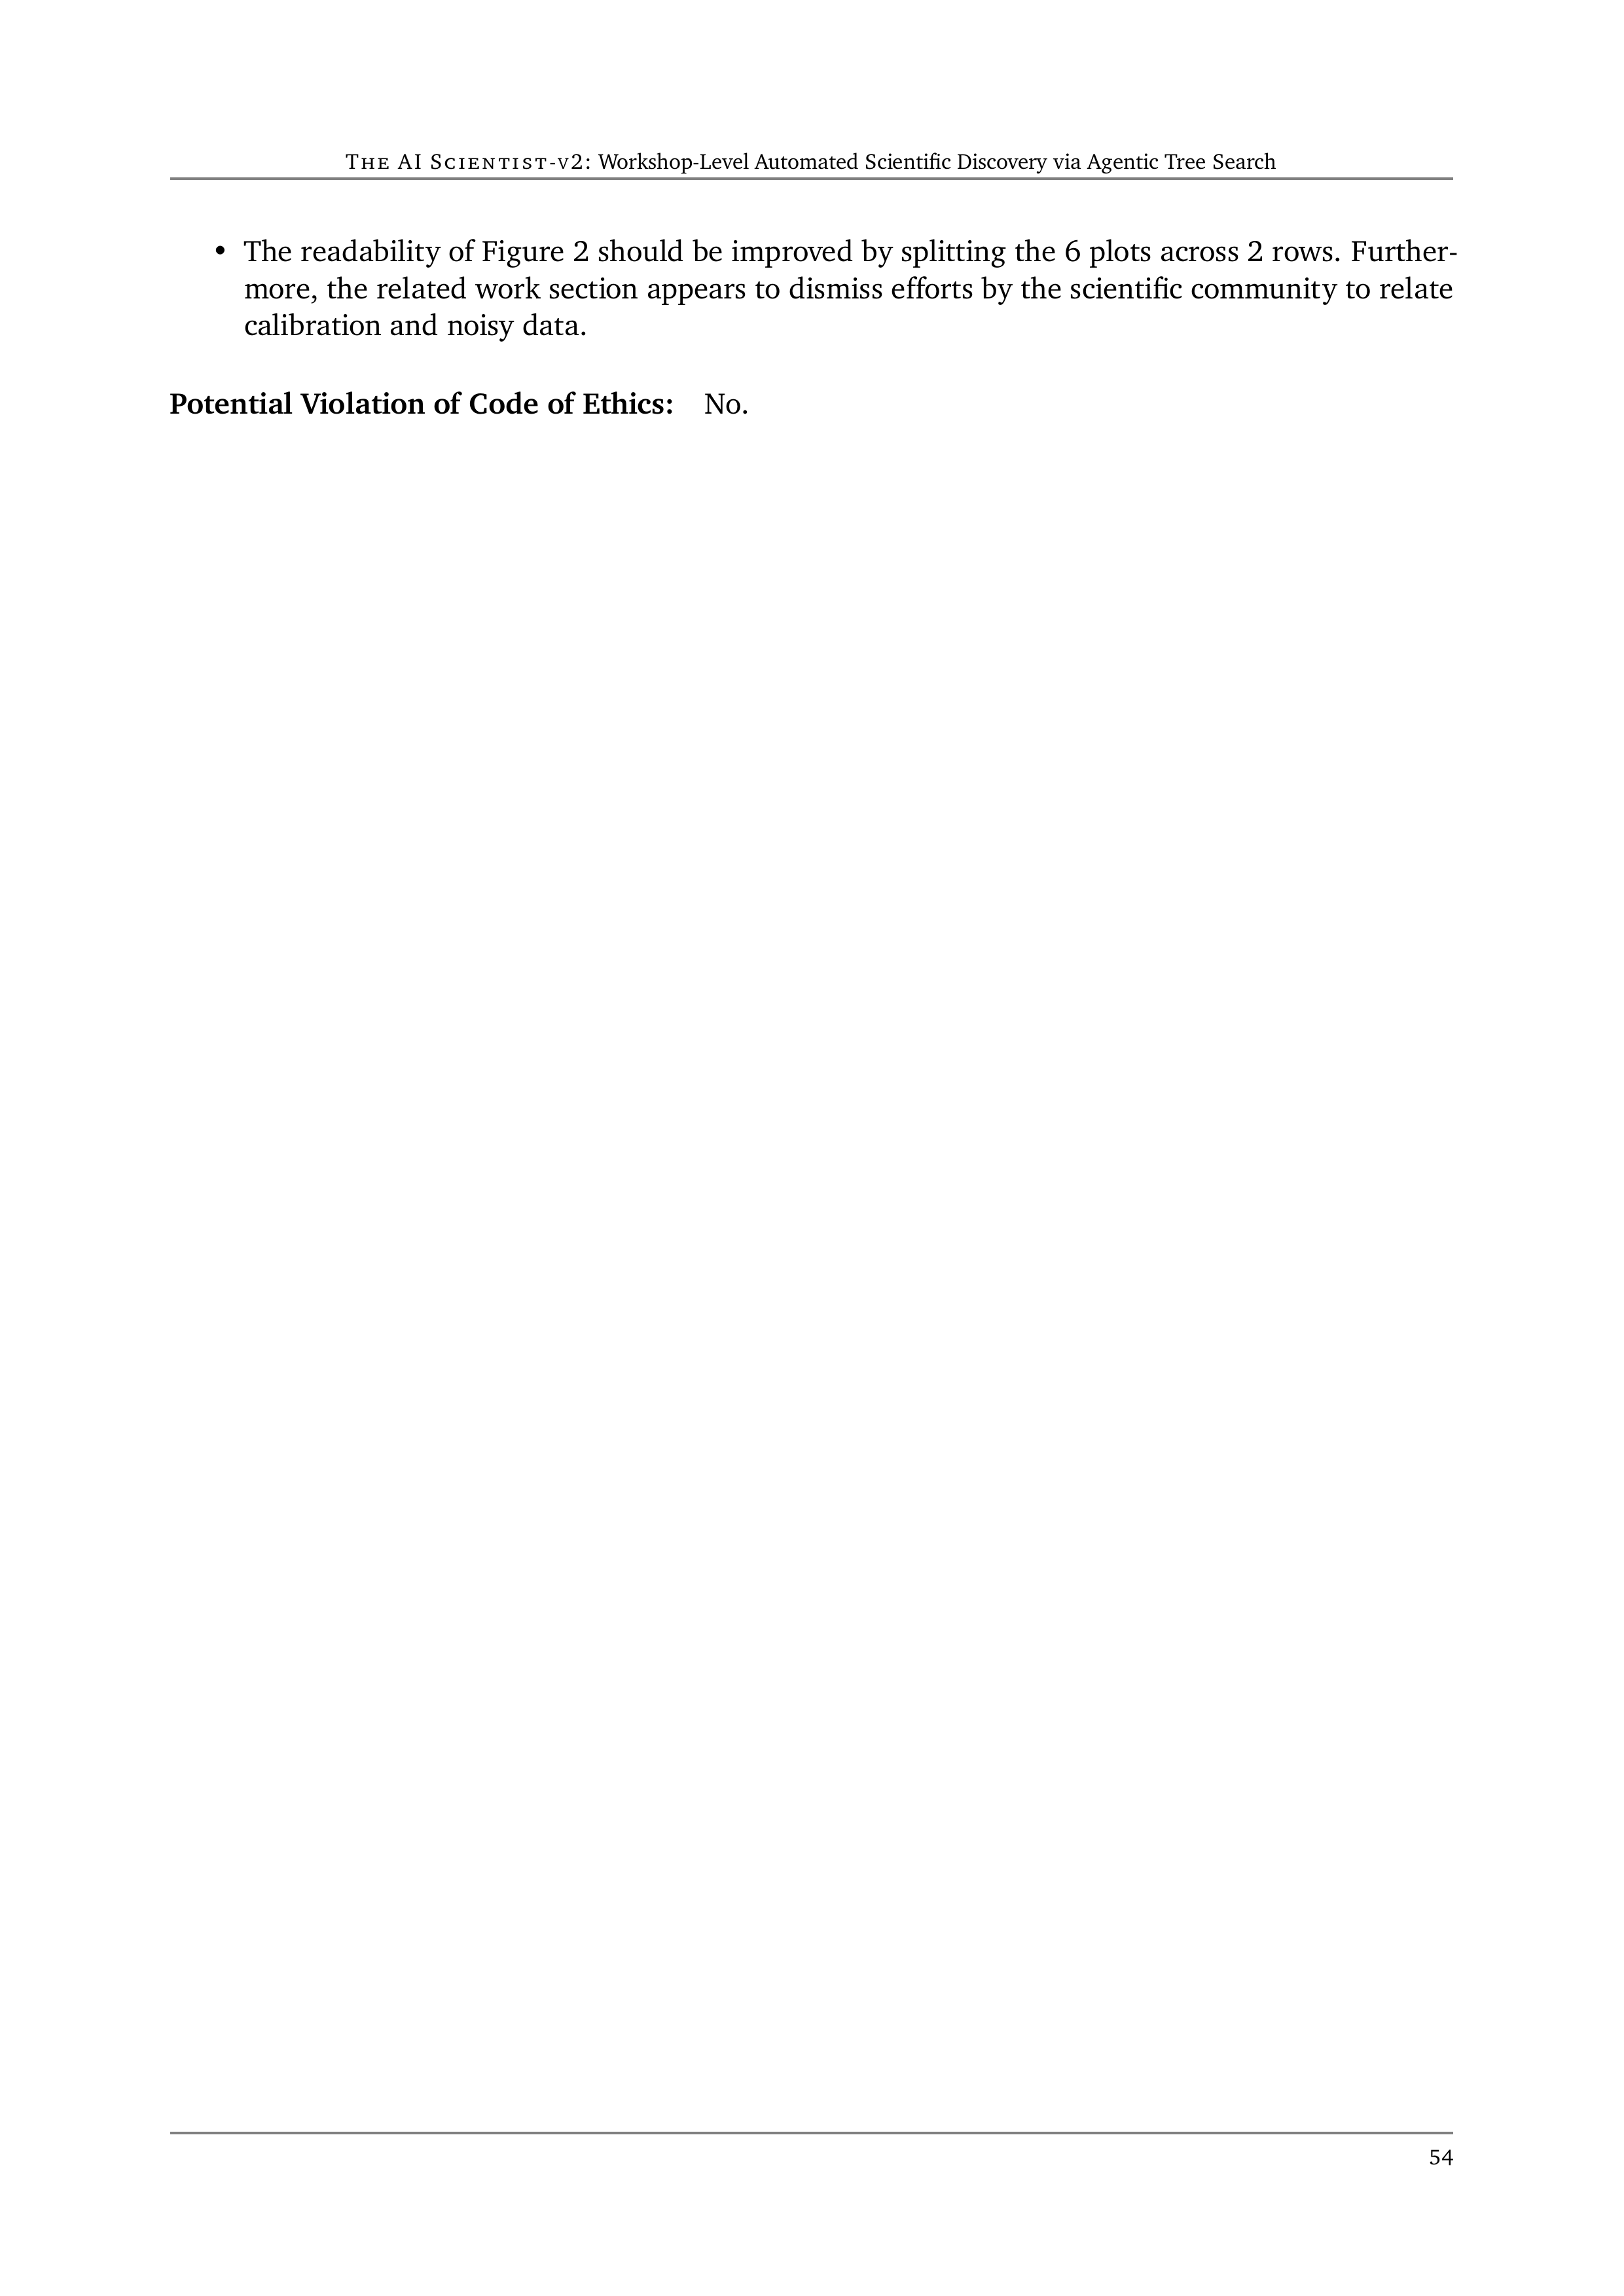 The AI Scientist-v2: Workshop-Level Automated Scientific Discovery via Agentic Tree Search
• The readability of Figure 2 should be improved by splitting the 6 plots across 2 rows. Further-
more, the related work section appears to dismiss efforts by the scientific community to relate
calibration and noisy data.
Potential Violation of Code of Ethics: No.
54